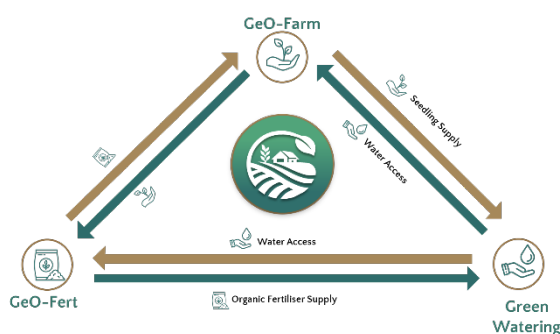 GeO-Farm
Seedling Supply
Water Access
Water Access
GeO-Fert
Organic Fertiliser Supply
Green
Watering